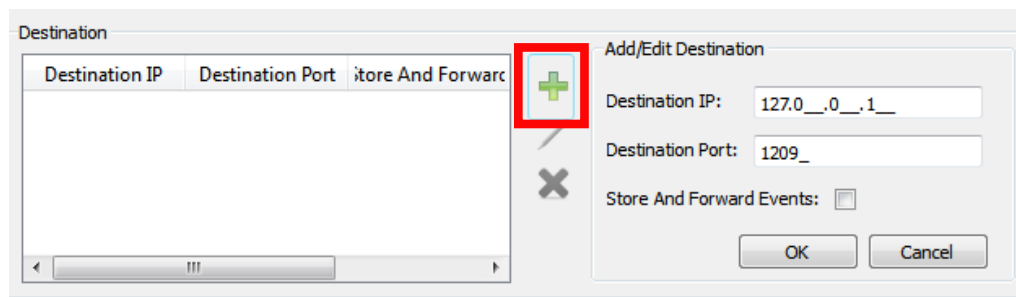 Destination
Destination IP Destination Port tore And Forward
Add/Edit Destination
Destination IP: 127.0__.0__.1__
Destination Port: 1209_
Store And Forward Events:
OK Cancel